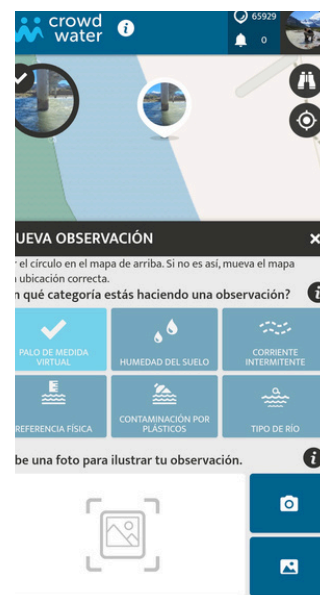 crowd
water
i
65929
0
UEVA OBSERVACIÓN
×
el círculo en el mapa de arriba. Si no es así, mueva el mapa
ubicación correcta.
n qué categoría estás haciendo una observación? i
PALO DE MEDIDA
VIRTUAL
HUMEDAD DEL SUELO
CORRIENTE
INTERMITENTE
REFERENCIA FÍSICA
CONTAMINACIÓN POR
PLÁSTICOS
TIPO DE RÍO
be una foto para ilustrar tu observación. i